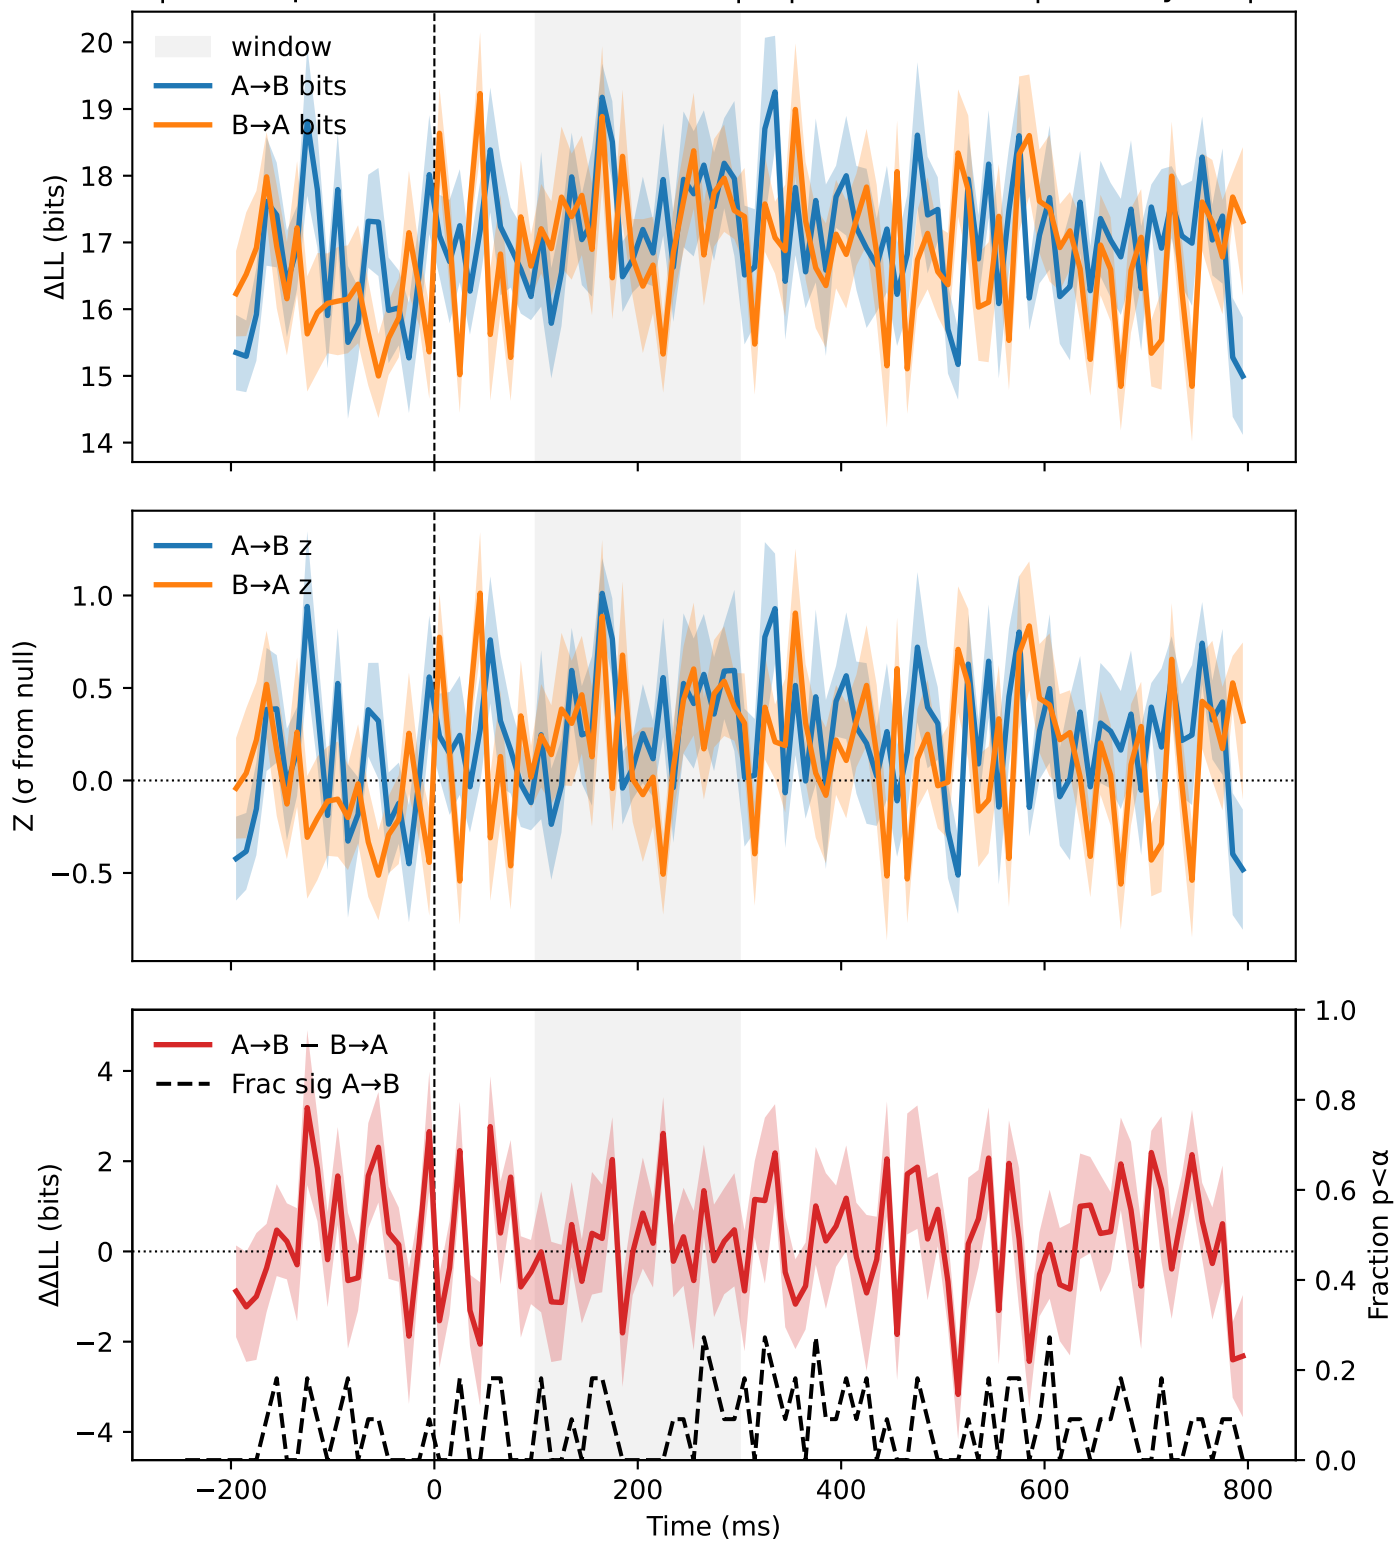 20
19
18
17
16
15
14
ΔLL (bits)
window
A→B bits
B→A bits
1.0
0.5
0.0
−0.5
Z (σ from null)
A→B z
B→A z
4
2
0
−2
−4
ΔΔLL (bits)
A→B − B→A
Frac sig A→B
1.0
0.8
0.6
0.4
0.2
0.0
Fraction p<α
−200 0 200 400 600 800
Time (ms)